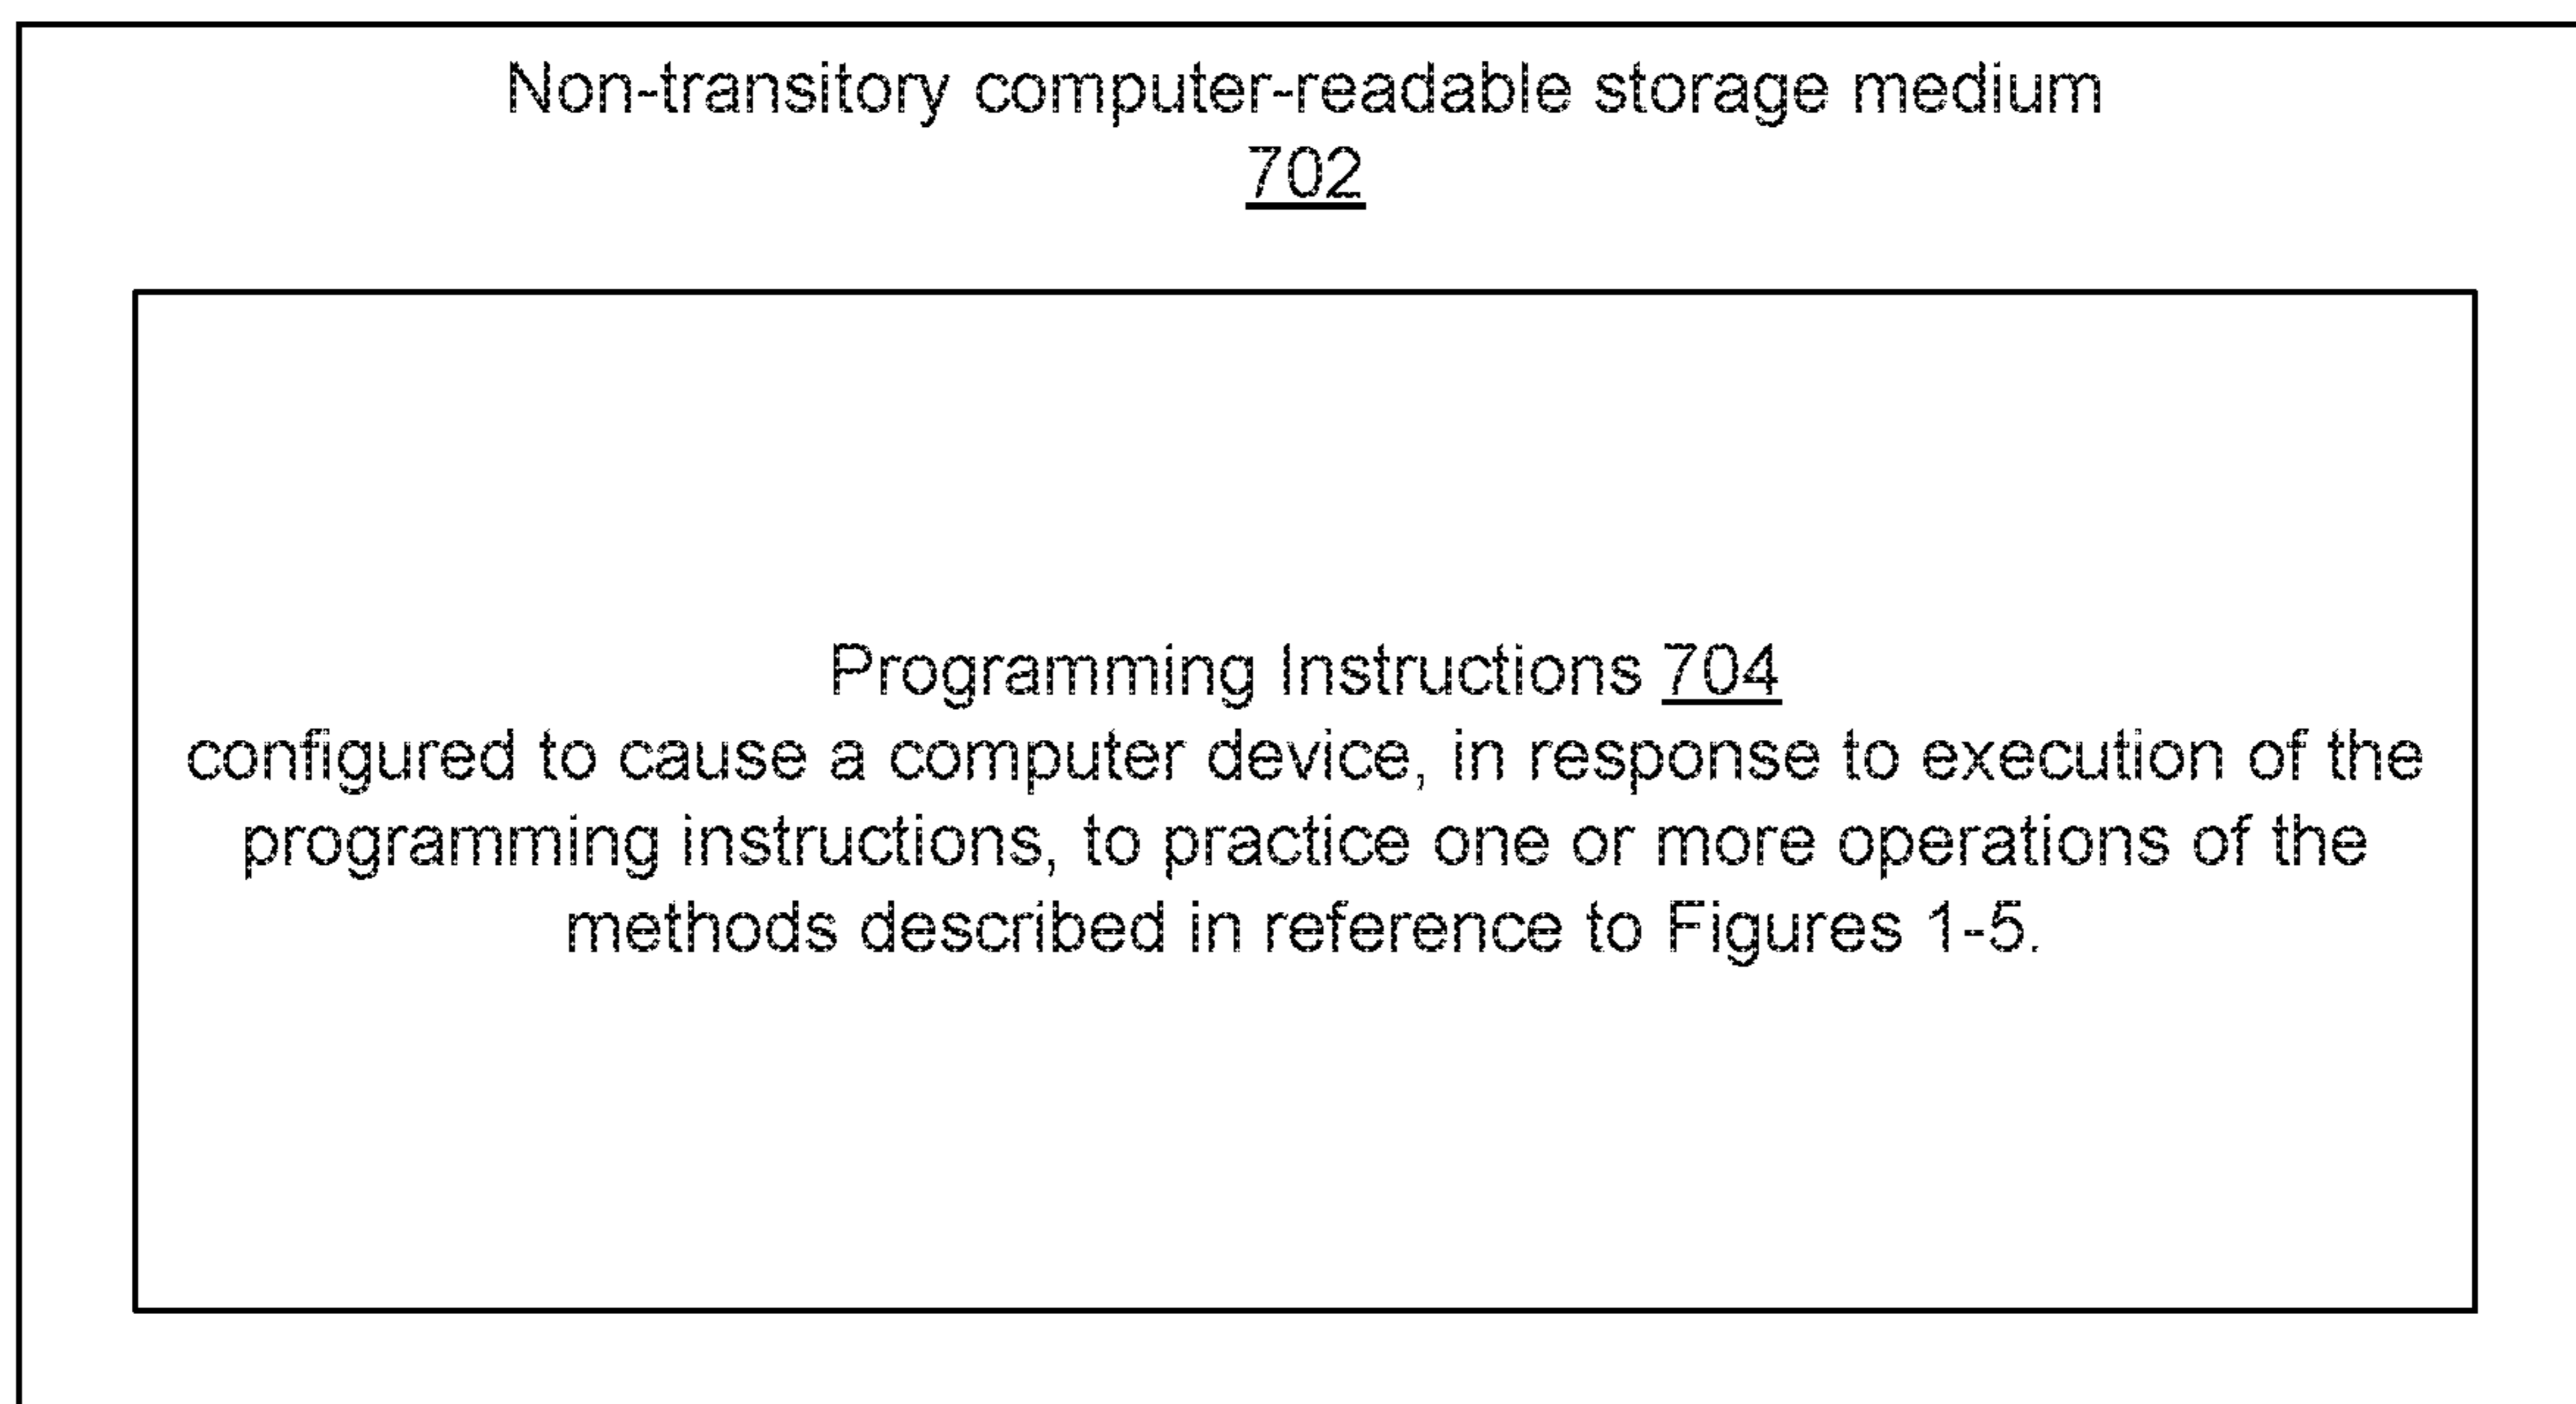 Non-transitory computer-readable storage medium
702
Programming Instructions 704
configured to cause a computer device, in response to execution of the
programming instructions, to practice one or more operations of the
methods described in reference to Figures 1-5.